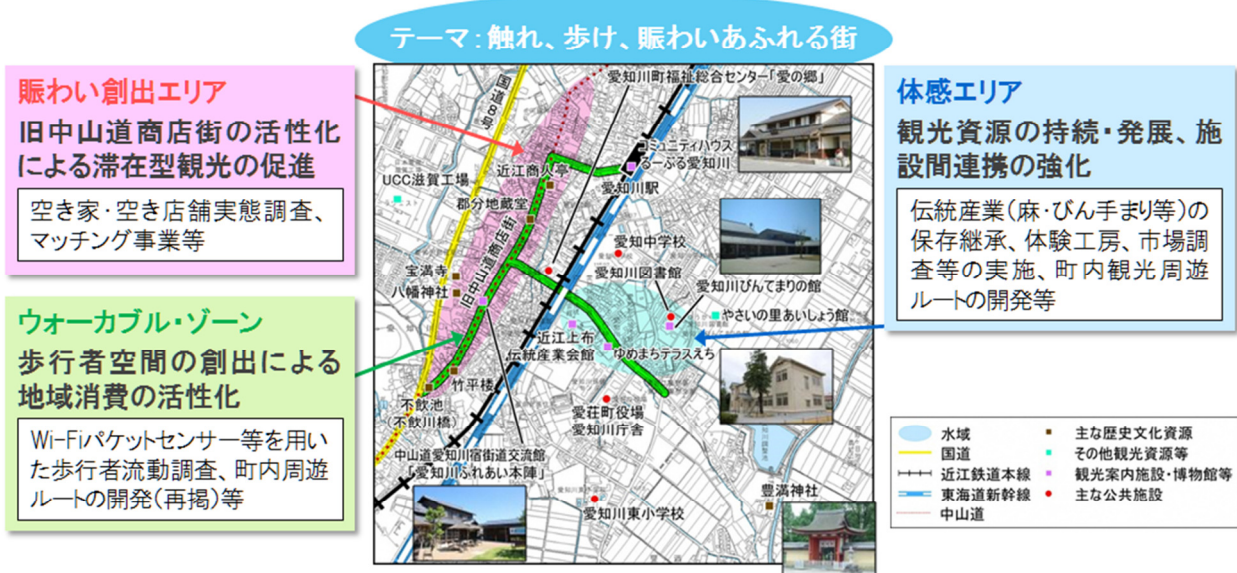 テーマ：触れ、歩け、賑わいあふれる街
賑わい創出エリア
旧中山道商店街の活性化
による滞在型観光の促進
空き家・空き店舗実態調査、
マッチング事業等
ウォーカブル・ゾーン
歩行者空間の創出による
地域消費の活性化
Wi-Fiパケットセンサー等を用い
た歩行者流動調査、町内周遊
ルートの開発(再掲)等
国道8号
愛知川町福祉総合センター「愛の郷」
コミュニティハウス
るーぶる愛知川
近江商人亭
愛知川駅
UCC滋賀工場
郡分地蔵堂
旧中山道商店街
愛知中学校
宝満寺
愛知川図書館
八幡神社
愛知川びんてまりの館
やさいの里あいしょう館
近江上布
伝統産業会館
ゆめまちテラスえち
竹平楼
不飲池
(不飲川橋)
愛荘町役場
愛知川庁舎
中山道愛知川宿街道交流館
「愛知川ふれあい本陣」
豊満神社
愛知川東小学校
体感エリア
観光資源の持続・発展、施
設間連携の強化
伝統産業(麻・びん手まり等)の
保存継承、体験工房、市場調
査等の実施、町内観光周遊
ルートの開発等
水域
国道
近江鉄道本線
東海道新幹線
中山道
主な歴史文化資源
その他観光資源等
観光案内施設・博物館等
主な公共施設